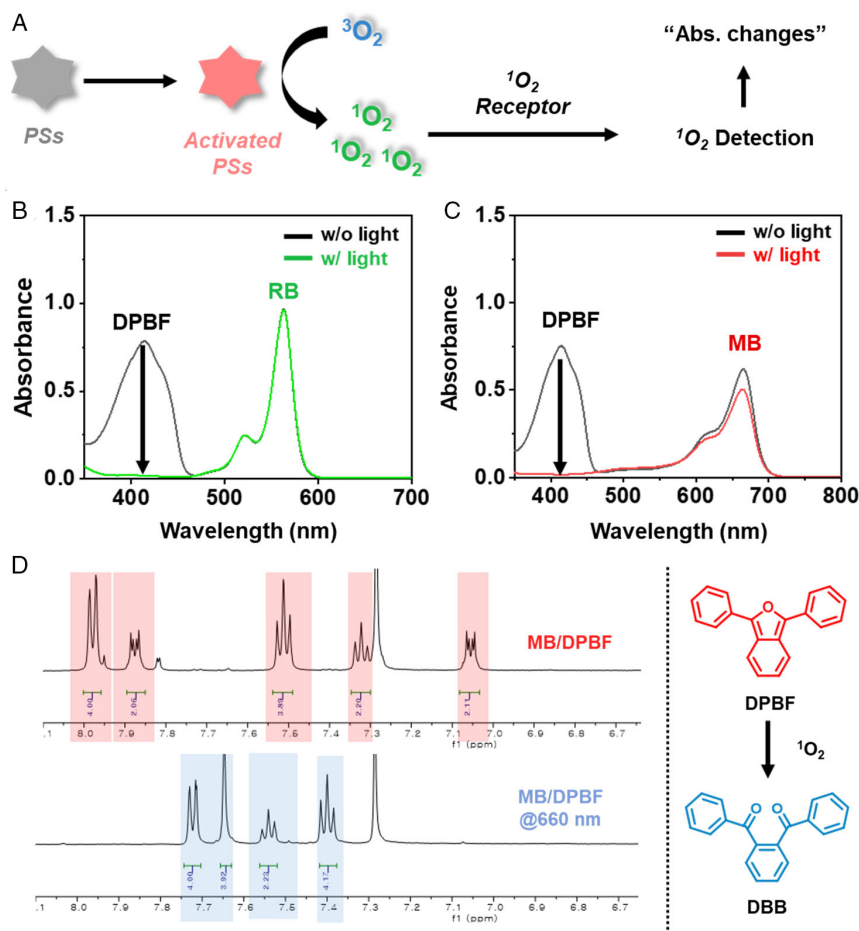 A
PSs
Activated
PSs
³O₂
¹O₂
¹O₂ ¹O₂
¹O₂
Receptor
"Abs. changes"
¹O₂ Detection
B
1.5
1.0
0.5
0.0
400 500 600 700
Absorbance
Wavelength (nm)
w/o light
w/ light
DPBF
RB
C
1.5
1.0
0.5
0.0
400 500 600 700 800
Absorbance
Wavelength (nm)
w/o light
w/ light
DPBF
MB
D
MB/DPBF
4.00 2.06 3.88 2.20 2.11
.1 8.0 7.9 7.8 7.7 7.6 7.5 7.4 7.3 7.2 7.1 7.0 6.9 6.8 6.7
f1 (ppm)
MB/DPBF
@660 nm
4.00 3.92 2.23 4.17
.1 8.0 7.9 7.8 7.7 7.6 7.5 7.4 7.3 7.2 7.1 7.0 6.9 6.8 6.7
f1 (ppm)
O
DPBF
¹O₂
O O
DBB